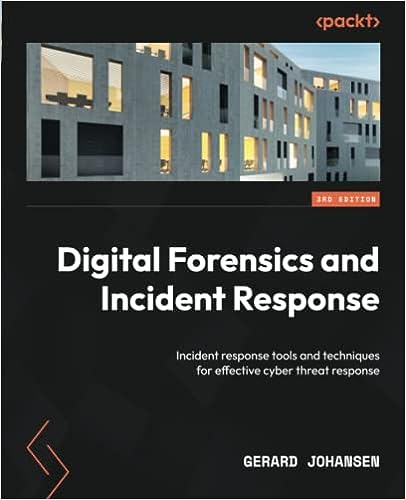 <packt>
3RD EDITION
Digital Forensics and
Incident Response
Incident response tools and techniques
for effective cyber threat response
GERARD JOHANSEN